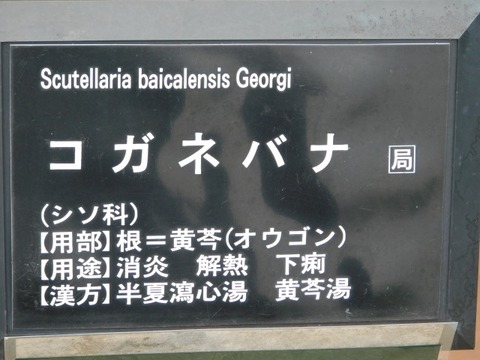 Scutellaria baicalensis Georgi
コガネバナ 局
(シソ科)
【用部】根＝黄芩(オウゴン)
【用途】消炎　解熱　下痢
【漢方】半夏瀉心湯　黄芩湯